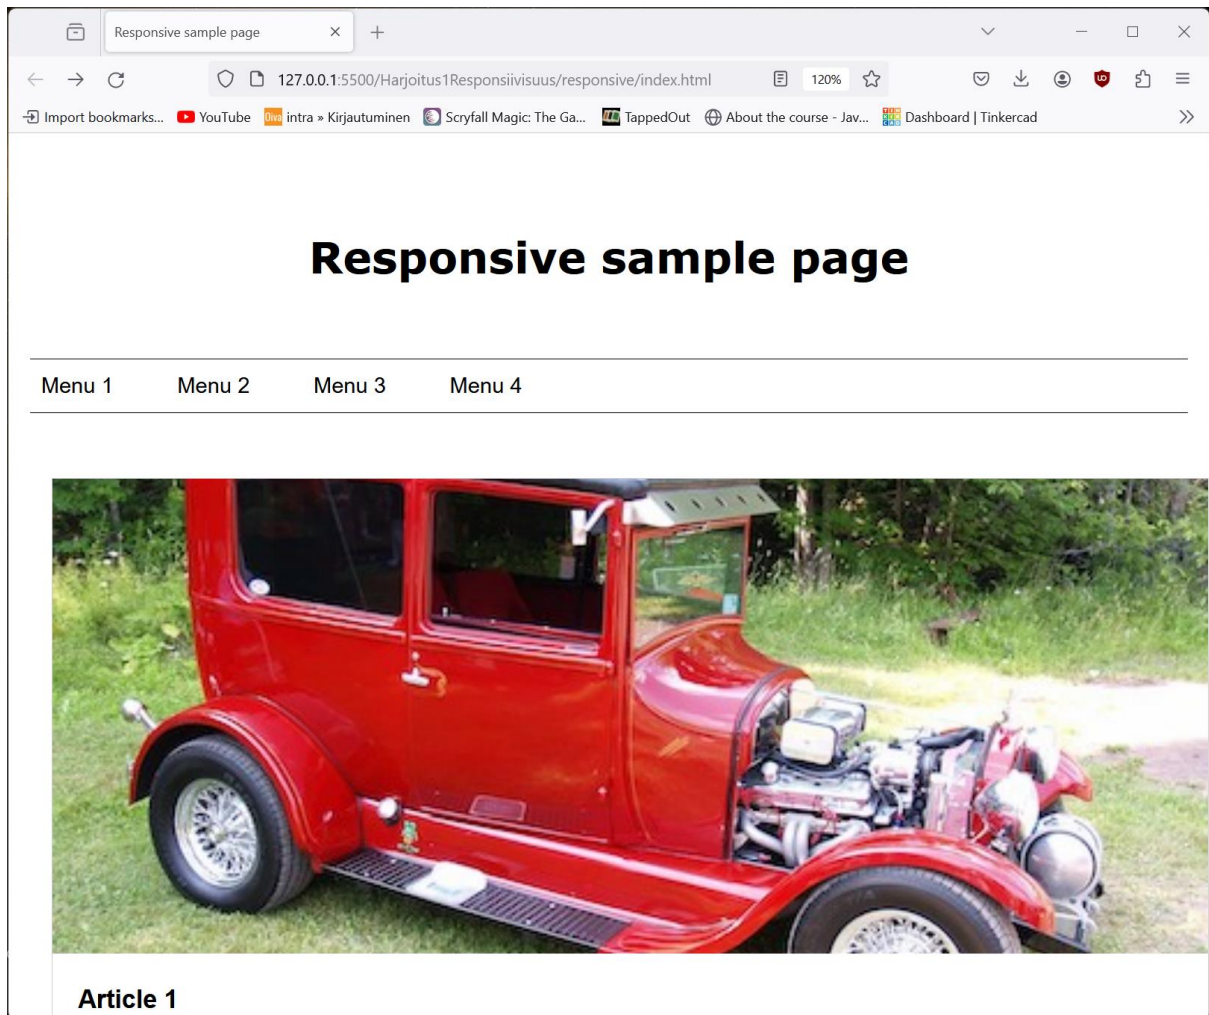 Responsive sample page
127.0.0.1:5500/Harjoitus1Responsiivisuus/responsive/index.html
120%
Import bookmarks... YouTube Diva intra » Kirjautuminen Scryfall Magic: The Ga... TappedOut About the course - Jav... Dashboard | Tinkercad
Responsive sample page
Menu 1 Menu 2 Menu 3 Menu 4
Article 1